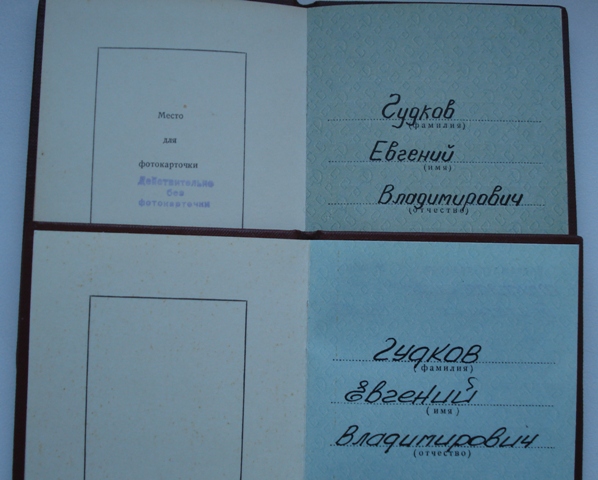 Место
для
фотокарточки
Действительно
без
фотокарточки
Гудков
(фамилия)
Евгений
(имя)
Владимирович
(отчество)
Гудков
(фамилия)
Евгений
(имя)
Владимирович
(отчество)